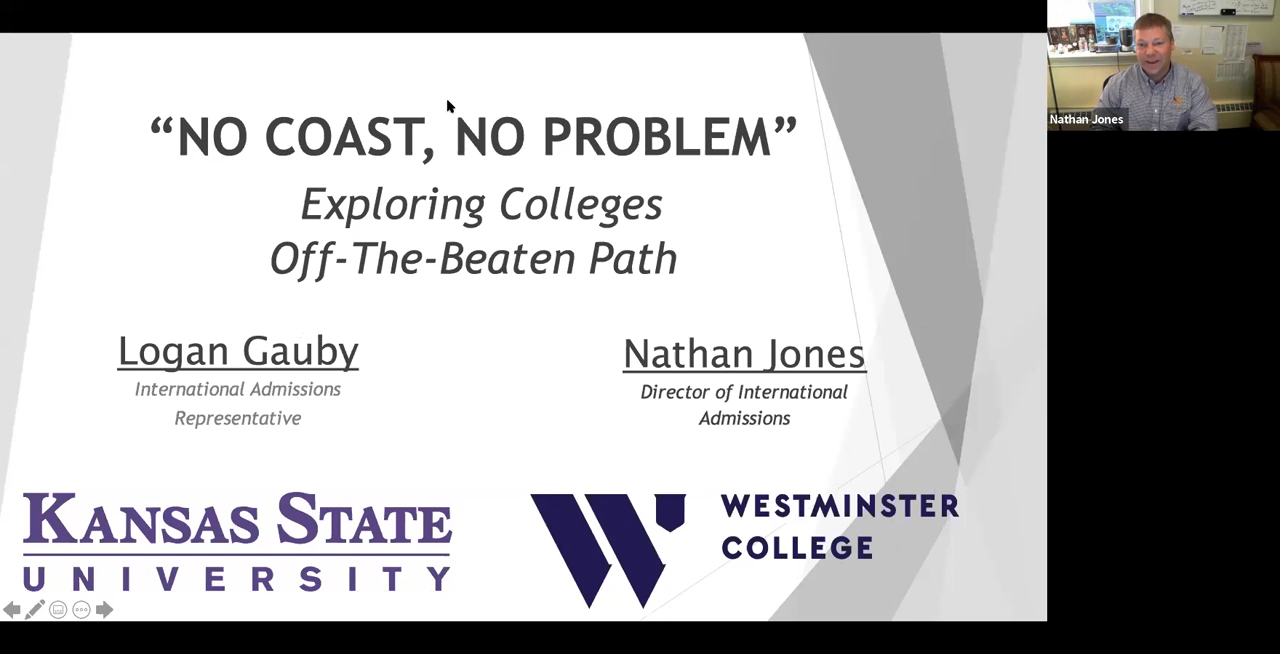 “NO COAST, NO PROBLEM”
Exploring Colleges
Off-The-Beaten Path
Logan Gauby
International Admissions
Representative
Nathan Jones
Director of International
Admissions
KANSAS STATE
UNIVERSITY
WESTMINSTER
COLLEGE
Nathan Jones